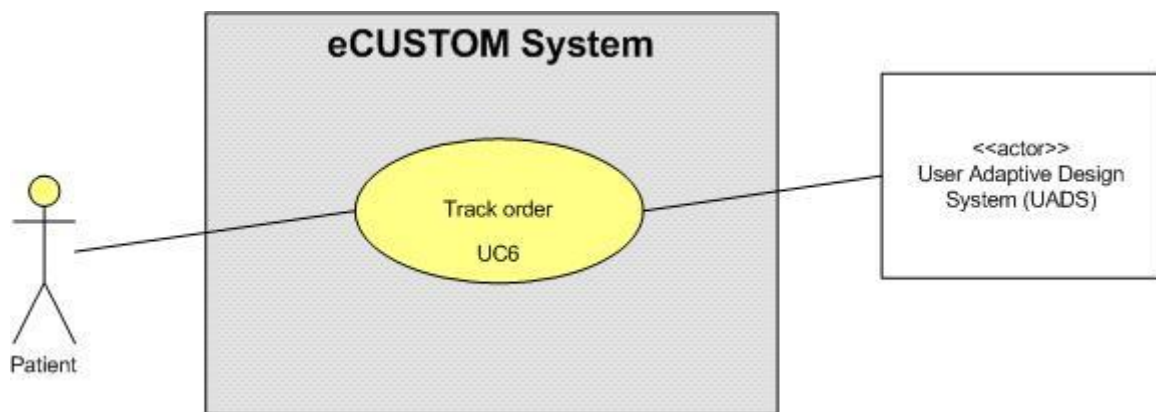 eCUSTOM System
<<actor>>
User Adaptive Design
System (UADS)
Track order
UC6
Patient